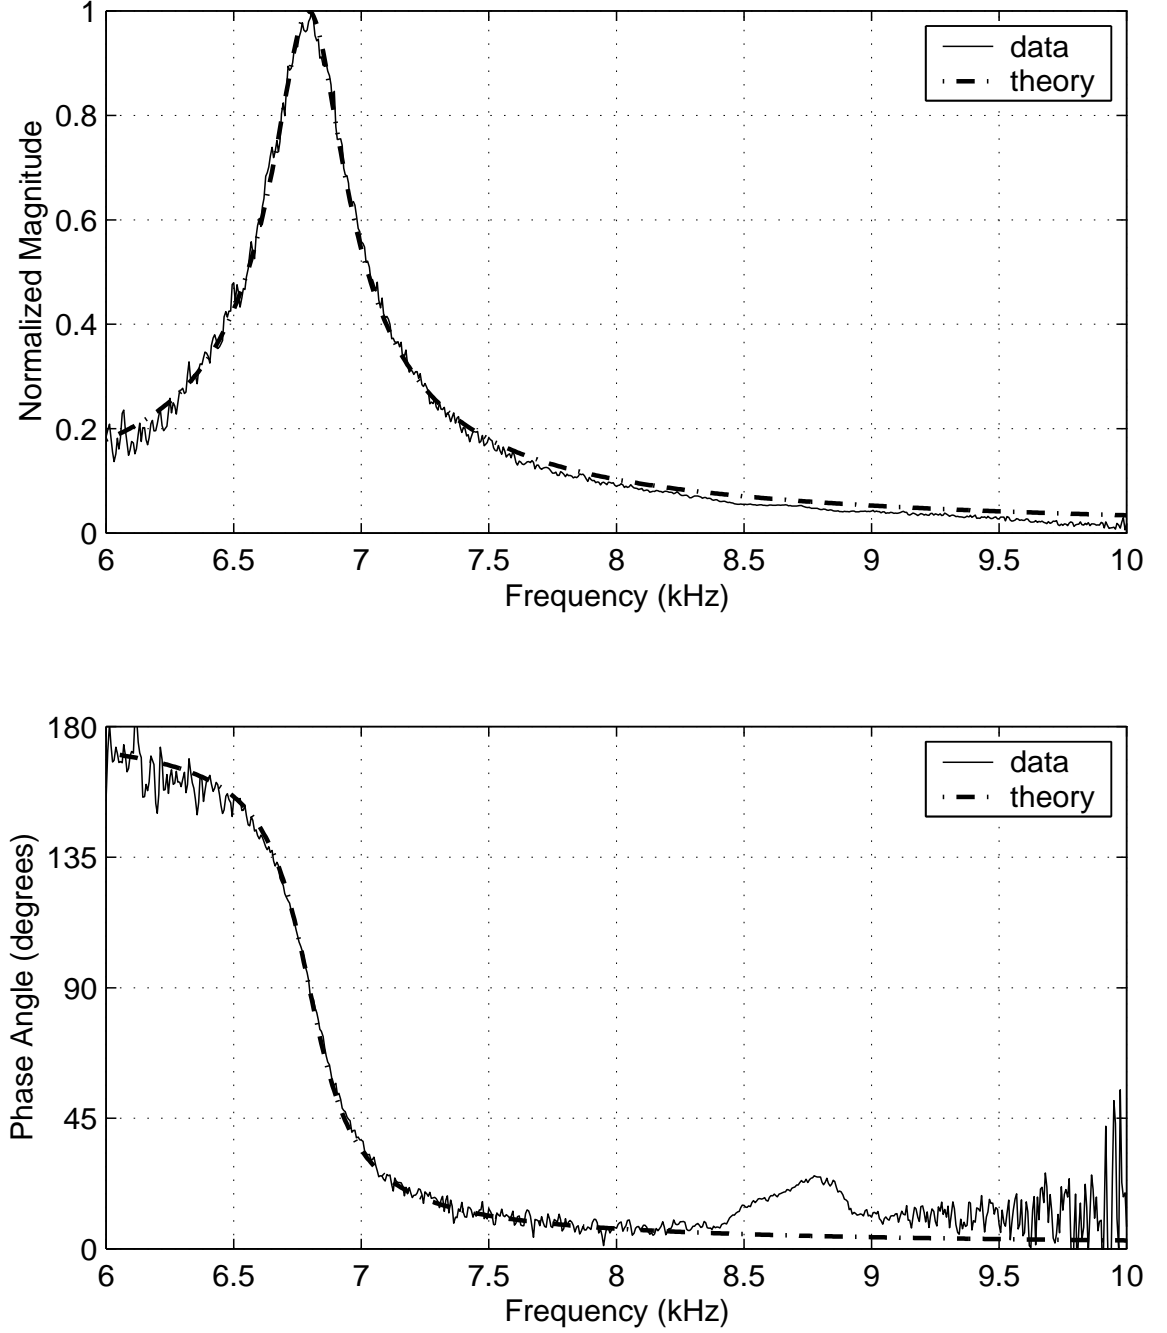 1
0.8
0.6
0.4
0.2
0
Normalized Magnitude
data
theory
6 6.5 7 7.5 8 8.5 9 9.5 10
Frequency (kHz)
180
135
90
45
0
Phase Angle (degrees)
data
theory
6 6.5 7 7.5 8 8.5 9 9.5 10
Frequency (kHz)